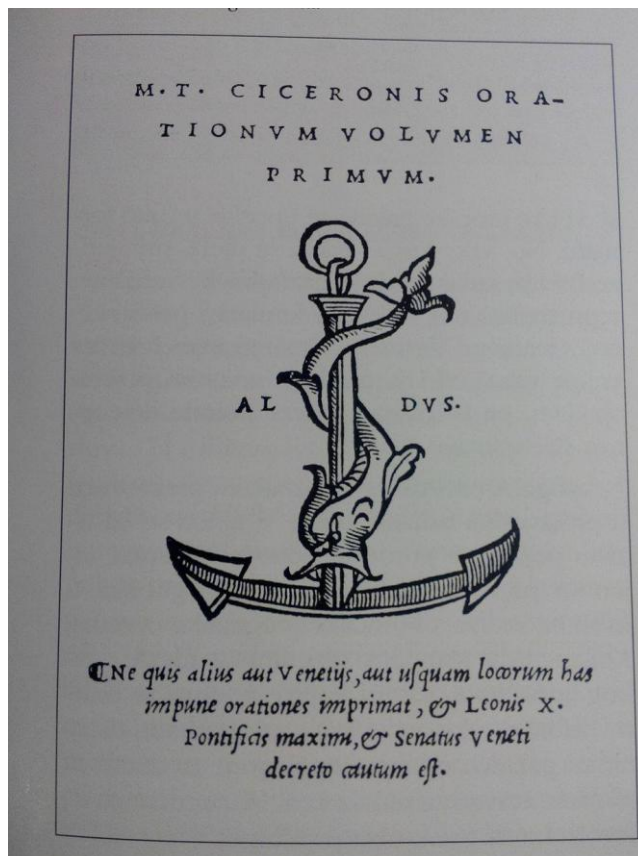 M. T. CICERONIS ORA-
TIONVM VOLVMEN
PRIMVM.
AL DVS.
¶Ne quis alius aut Venetijs, aut uſquam locorum has
impune orationes imprimat, & Leonis X.
Pontificis maximi, & Senatus Veneti
decreto cautum eſt.